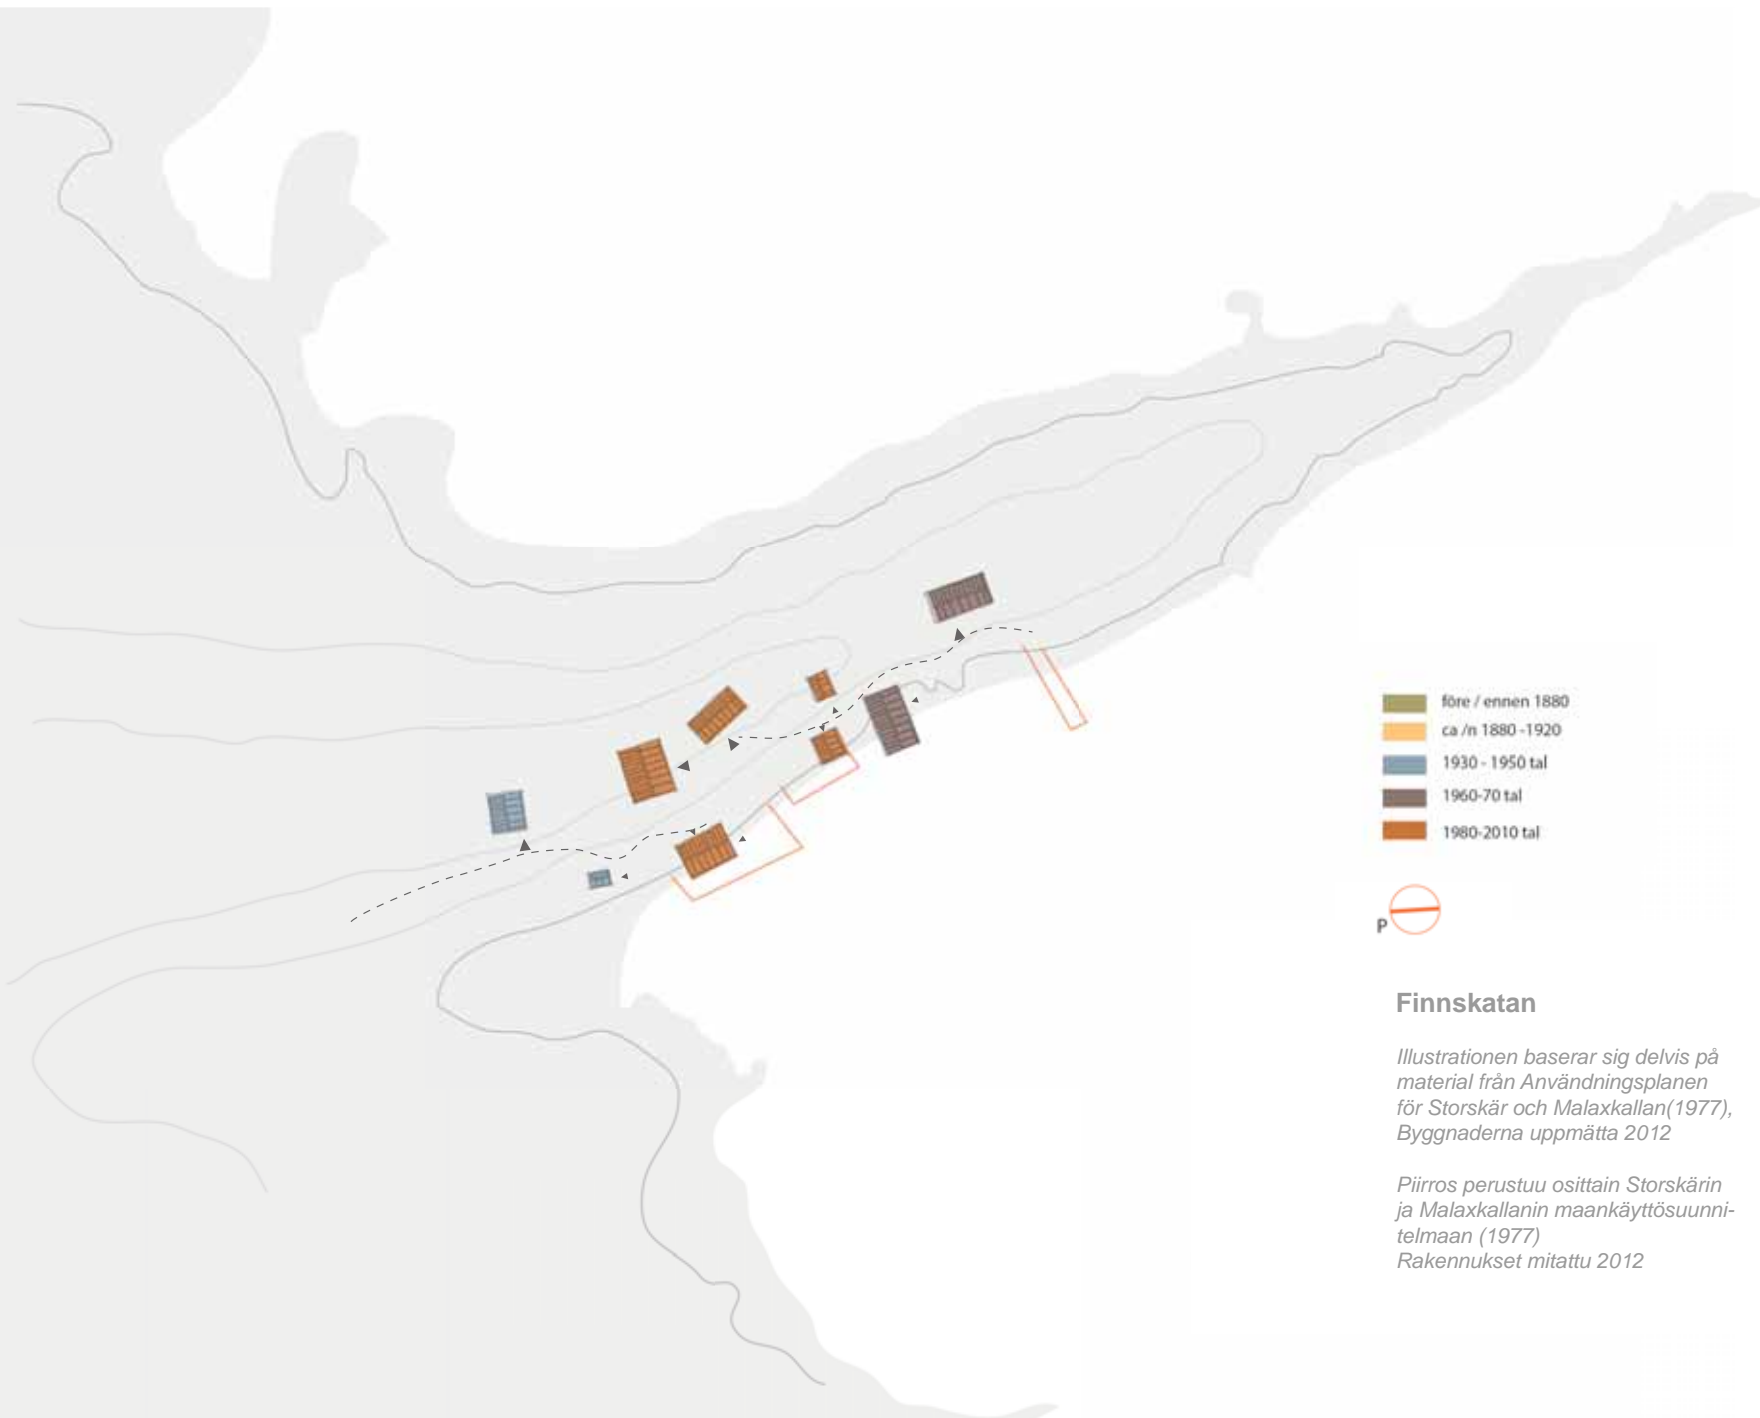 före / ennen 1880
ca /n 1880 -1920
1930 - 1950 tal
1960-70 tal
1980-2010 tal
P
Finnskatan
Illustrationen baserar sig delvis på
material från Användningsplanen
för Storskär och Malaxkallan(1977),
Byggnaderna uppmätta 2012
Piirros perustuu osittain Storskärin
ja Malaxkallanin maankäyttösuunni-
telmaan (1977)
Rakennukset mitattu 2012